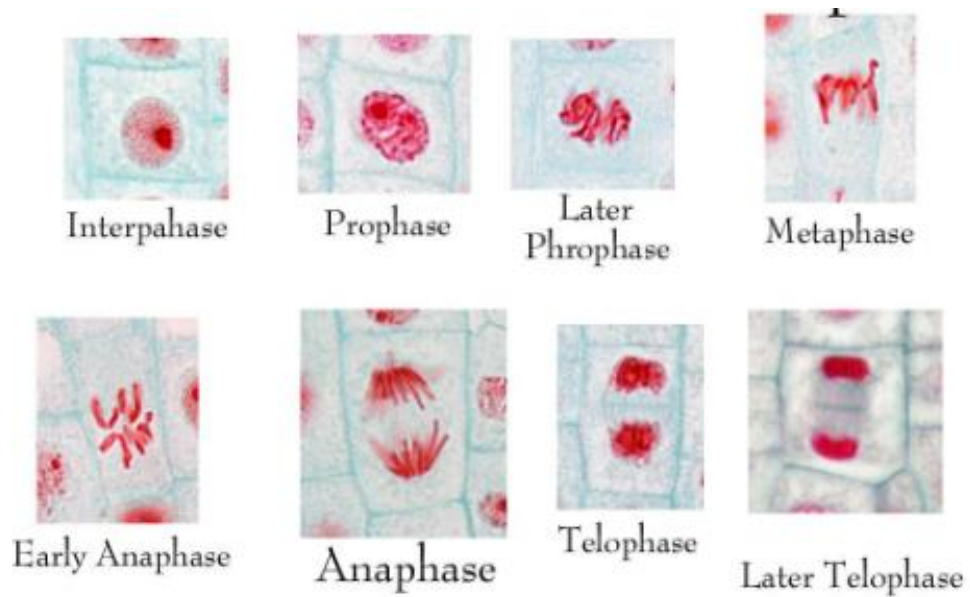 Interpahase
Prophase
Later
Phrophase
Metaphase
Early Anaphase
Anaphase
Telophase
Later Telophase